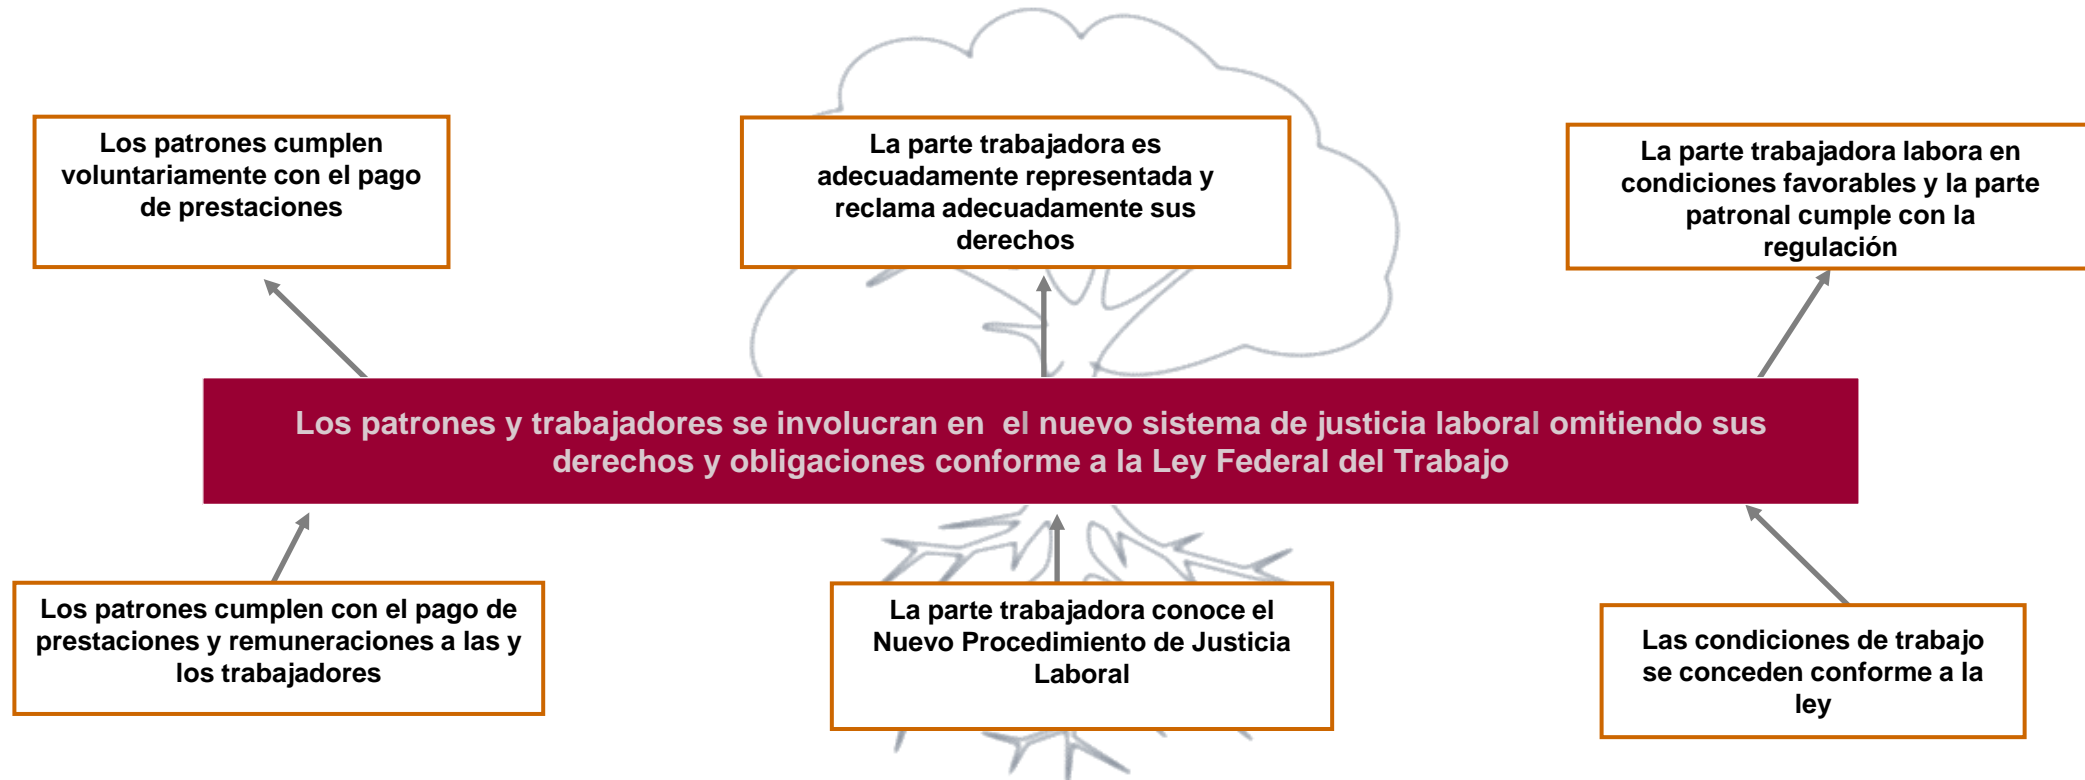 Los patrones cumplen
voluntariamente con el pago
de prestaciones
La parte trabajadora es
adecuadamente representada y
reclama adecuadamente sus
derechos
La parte trabajadora labora en
condiciones favorables y la parte
patronal cumple con la
regulación
Los patrones y trabajadores se involucran en el nuevo sistema de justicia laboral omitiendo sus
derechos y obligaciones conforme a la Ley Federal del Trabajo
Los patrones cumplen con el pago de
prestaciones y remuneraciones a las y
los trabajadores
La parte trabajadora conoce el
Nuevo Procedimiento de Justicia
Laboral
Las condiciones de trabajo
se conceden conforme a la
ley